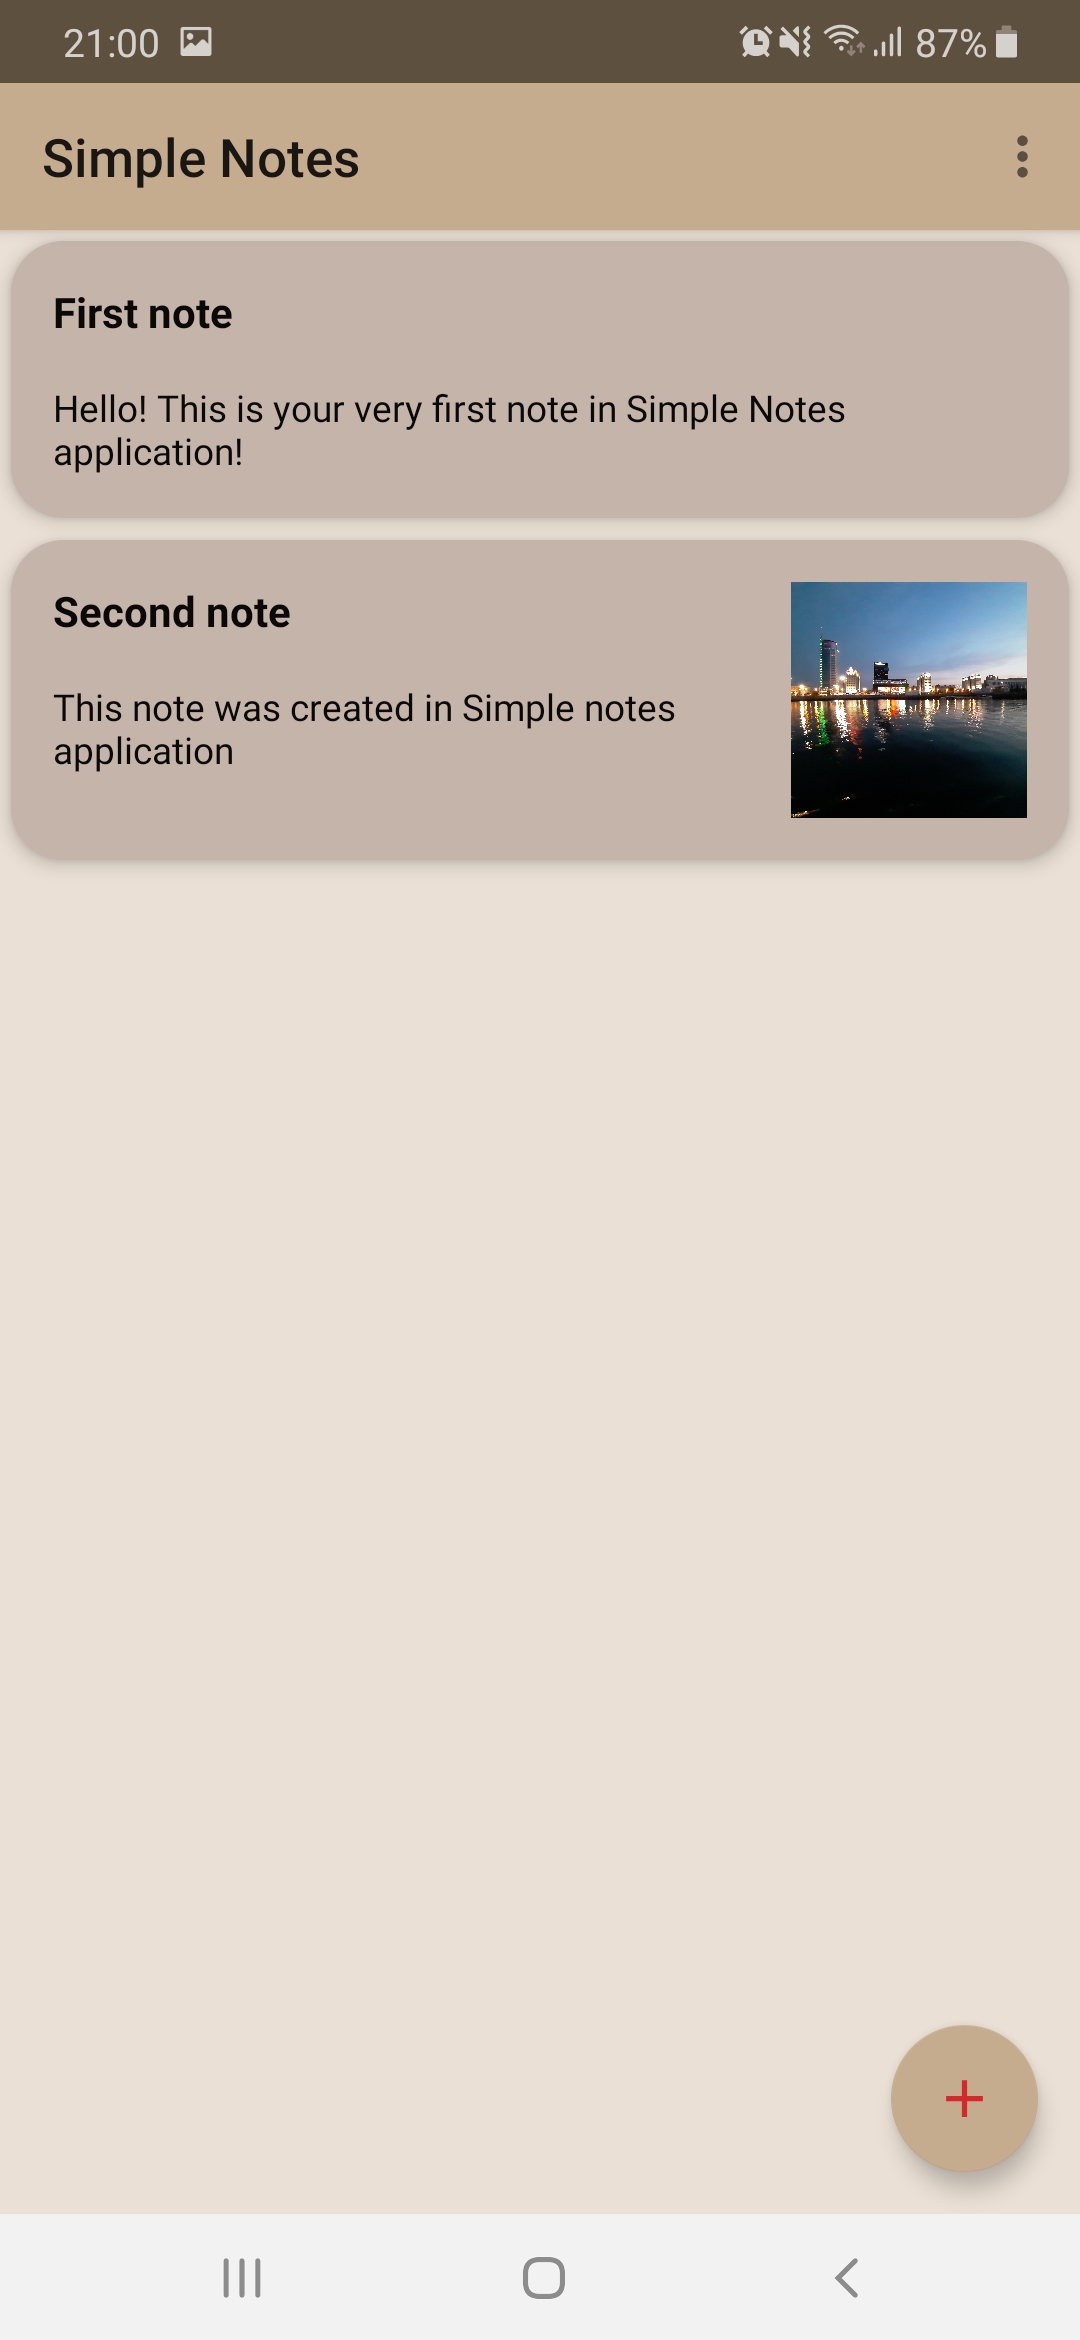 21:00 87%
Simple Notes
First note
Hello! This is your very first note in Simple Notes
application!
Second note
This note was created in Simple notes
application